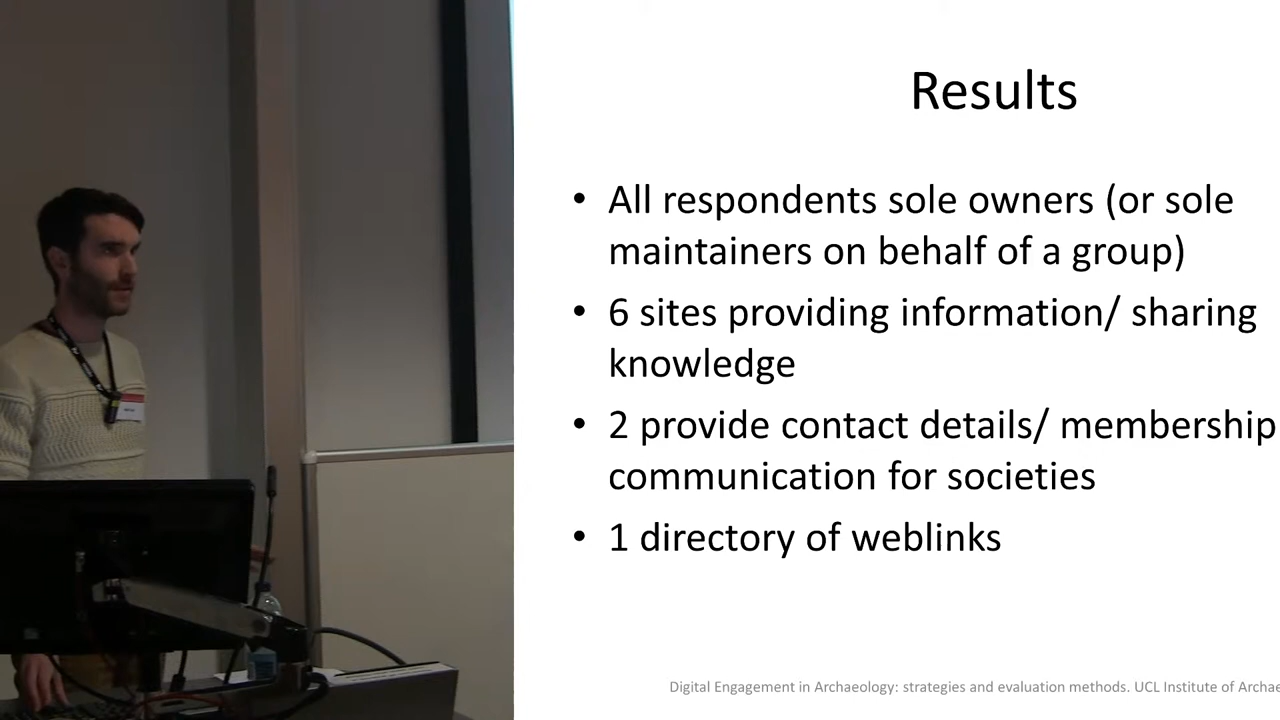 Results
• All respondents sole owners (or sole
maintainers on behalf of a group)
• 6 sites providing information/ sharing
knowledge
• 2 provide contact details/ membership
communication for societies
• 1 directory of weblinks
Digital Engagement in Archaeology: strategies and evaluation methods. UCL Institute of Archae